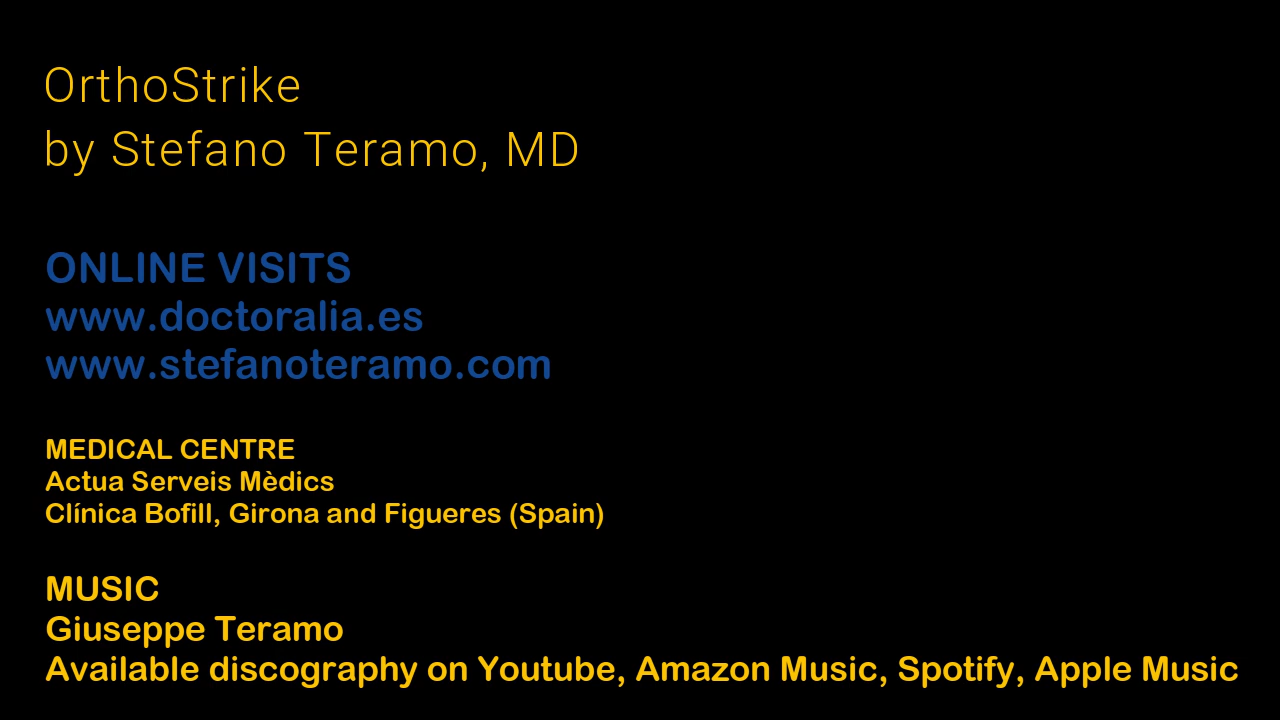 OrthoStrike
by Stefano Teramo, MD
ONLINE VISITS
www.doctoralia.es
www.stefanoteramo.com
MEDICAL CENTRE
Actua Serveis Mèdics
Clínica Bofill, Girona and Figueres (Spain)
MUSIC
Giuseppe Teramo
Available discography on Youtube, Amazon Music, Spotify, Apple Music